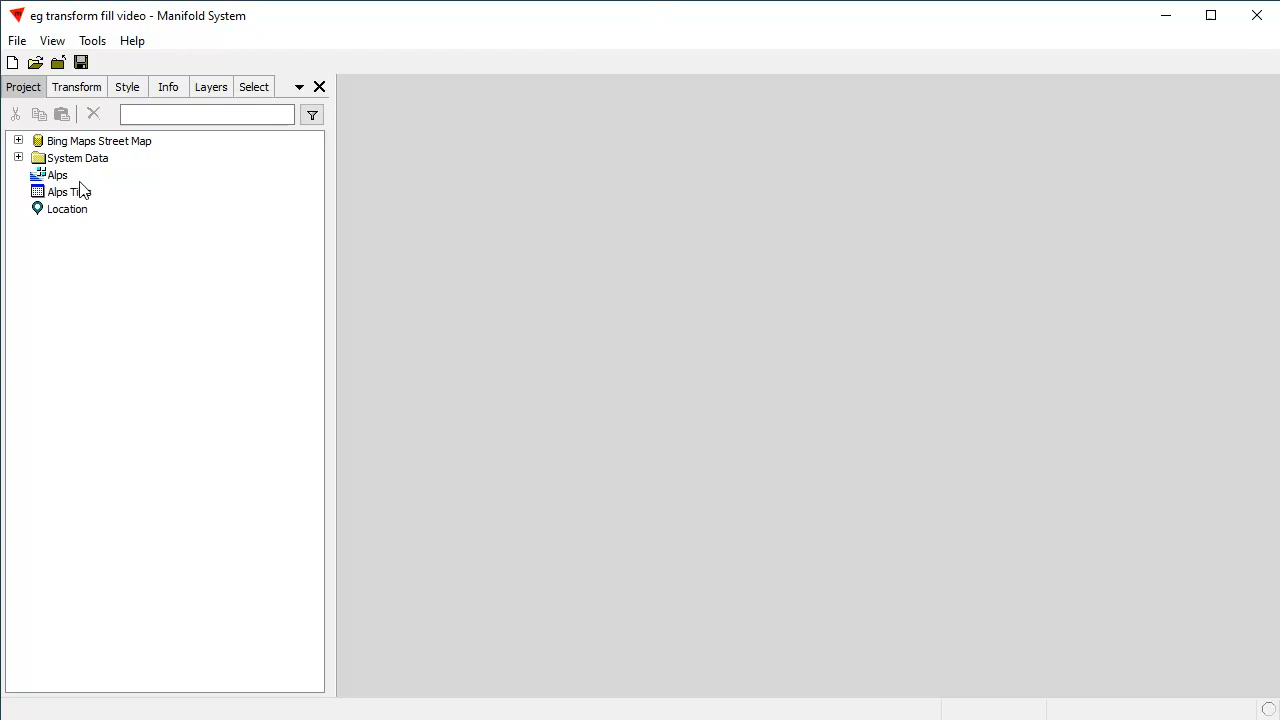 eg transform fill video - Manifold System
File View Tools Help
Project Transform Style Info Layers Select
Bing Maps Street Map
System Data
Alps
Alps
Location